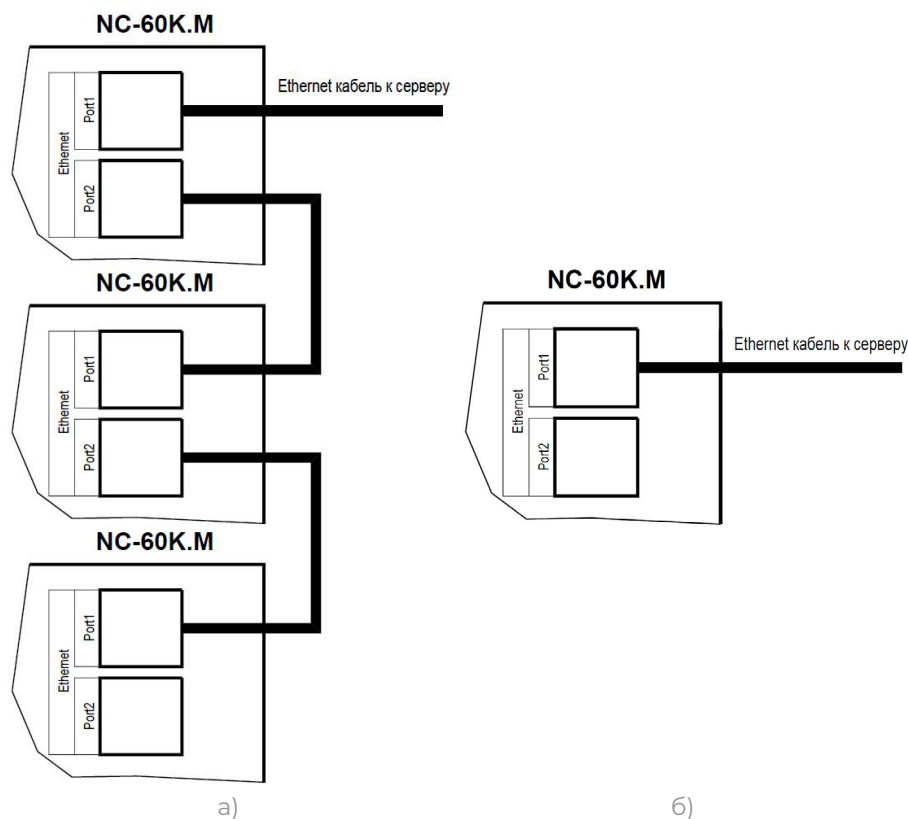 NC-60K.M
Ethernet кабель к серверу
Ethernet
Port1
Port2
NC-60K.M
Ethernet
Port1
Port2
NC-60K.M
Ethernet
Port1
Port2
а)
NC-60K.M
Ethernet кабель к серверу
Ethernet
Port1
Port2
б)